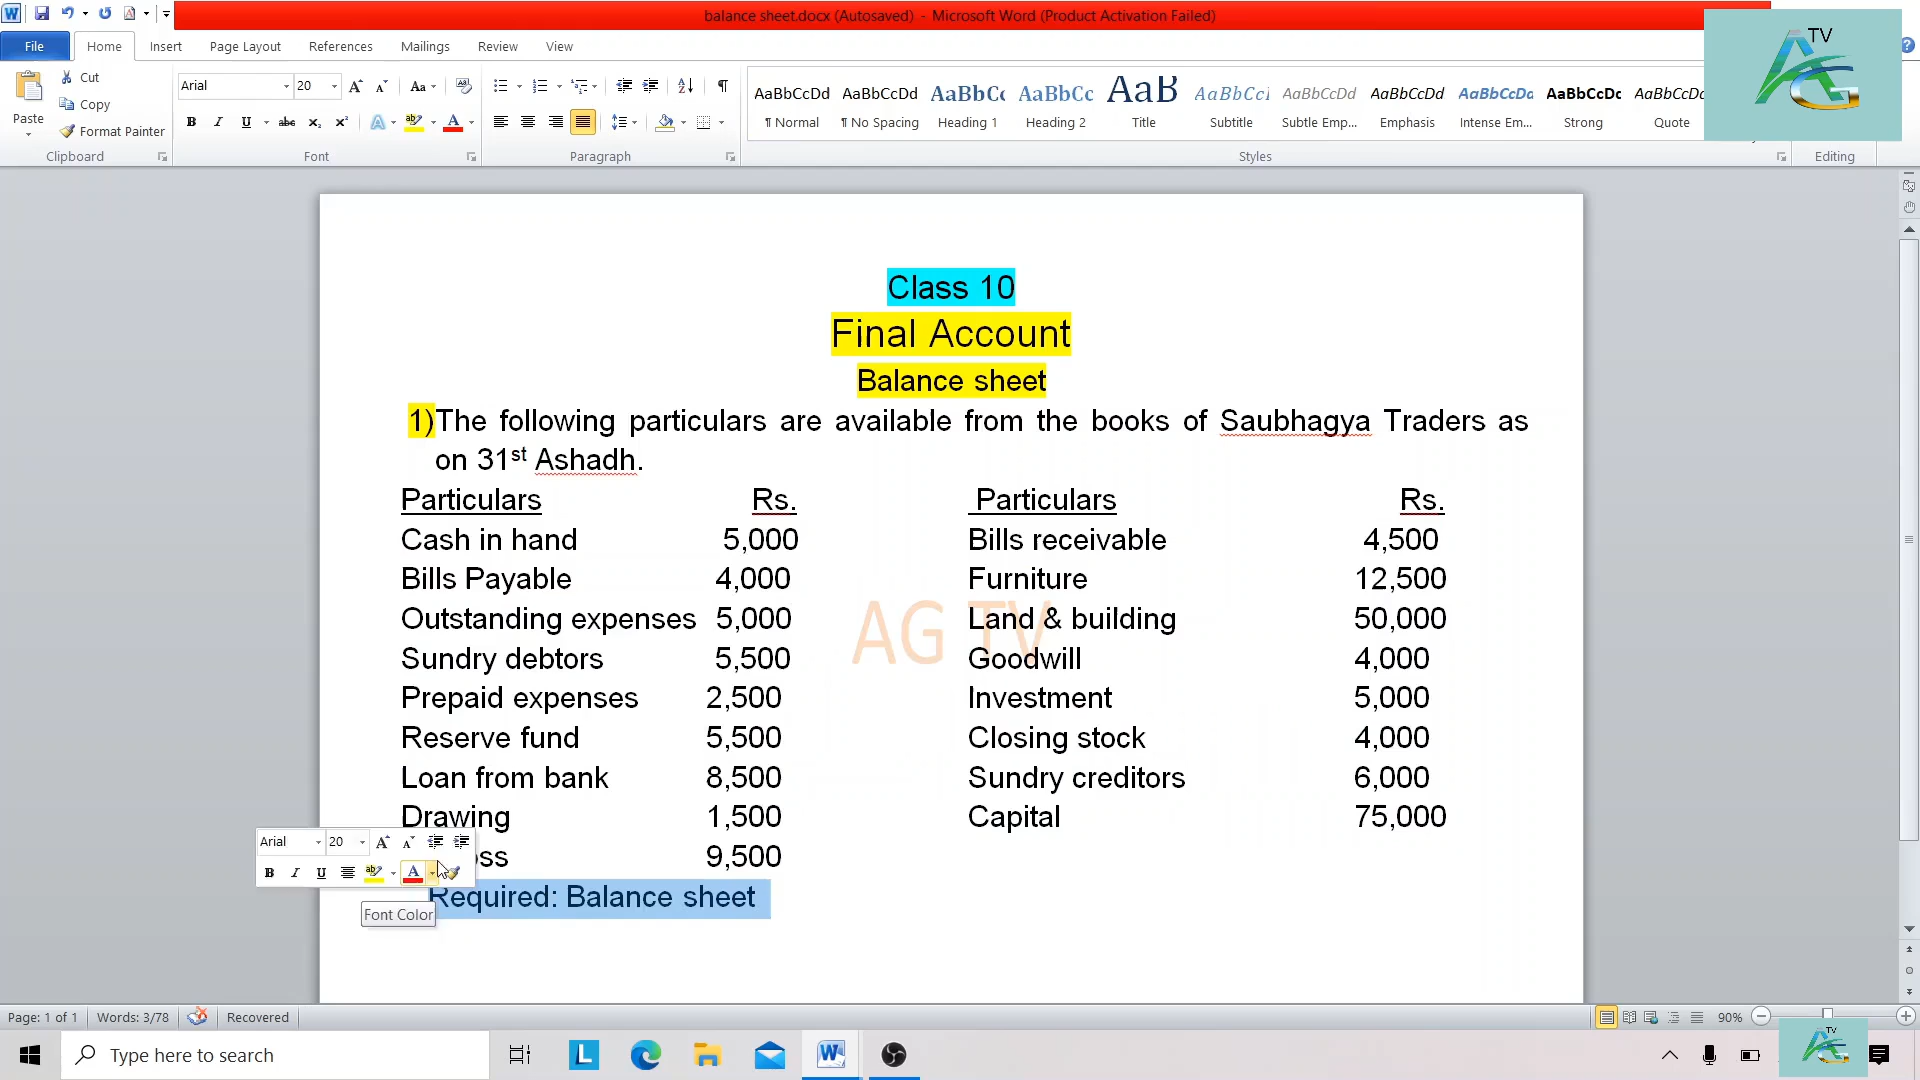 balance sheet.docx (Autosaved) - Microsoft Word (Product Activation Failed)
TV
File Home Insert Page Layout References Mailings Review View
Paste
Cut
Copy
Format Painter
Clipboard
Arial 20
Font
Paragraph
AaBbCcDd AaBbCcDd AaBbCc AaBbCc AaB AaBbCcI AaBbCcDd AaBbCcDd AaBbCcDd AaBbCcDc AaBbCcDd
¶ Normal ¶ No Spacing Heading 1 Heading 2 Title Subtitle Subtle Emp... Emphasis Intense Em... Strong Quote
Styles
Editing
Class 10
Final Account
Balance sheet
1)The following particulars are available from the books of Saubhagya Traders as
on 31st Ashadh.
Particulars Rs. Particulars Rs.
Cash in hand 5,000 Bills receivable 4,500
Bills Payable 4,000 Furniture 12,500
Outstanding expenses 5,000 Land & building 50,000
Sundry debtors 5,500 Goodwill 4,000
Prepaid expenses 2,500 Investment 5,000
Reserve fund 5,500 Closing stock 4,000
Loan from bank 8,500 Sundry creditors 6,000
Drawing 1,500 Capital 75,000
oss 9,500
Required: Balance sheet
AG TV
Arial 20
Font Color
Page: 1 of 1 Words: 3/78 Recovered 90%
Type here to search
TV